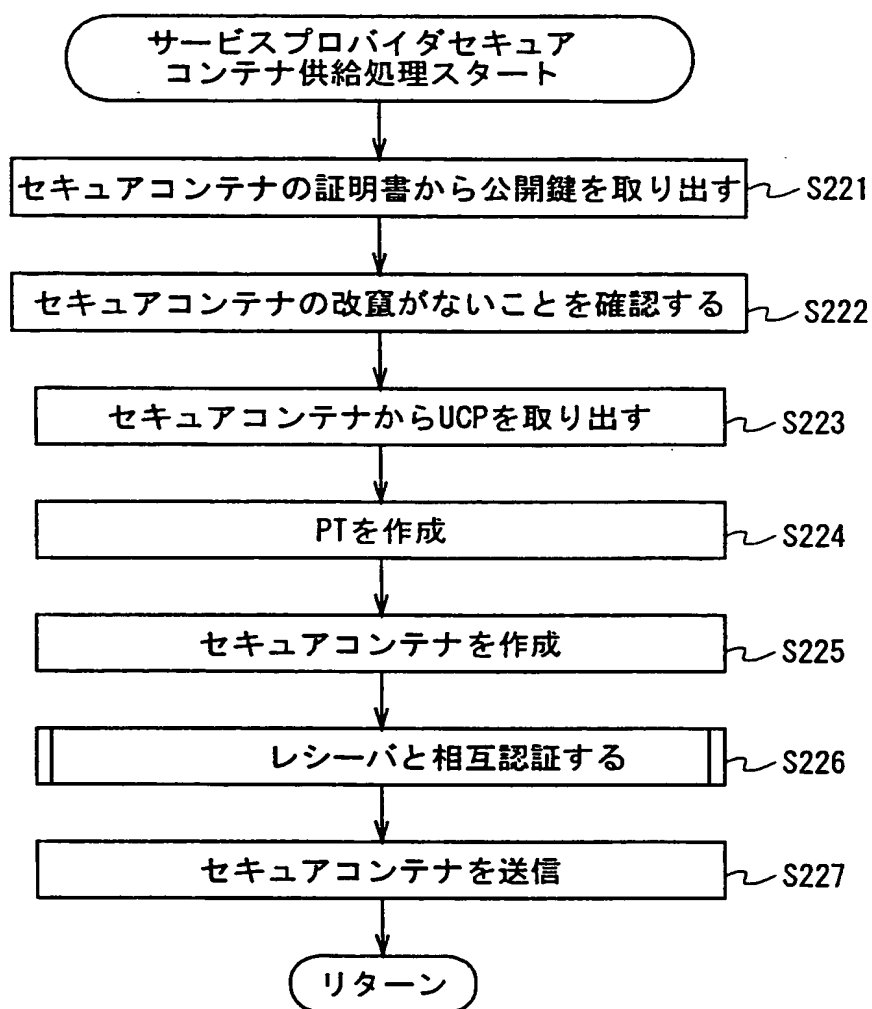 サービスプロバイダセキュア
コンテナ供給処理スタート
セキュアコンテナの証明書から公開鍵を取り出す
S221
セキュアコンテナの改竄がないことを確認する
S222
セキュアコンテナからUCPを取り出す
S223
PTを作成
S224
セキュアコンテナを作成
S225
レシーバと相互認証する
S226
セキュアコンテナを送信
S227
リターン